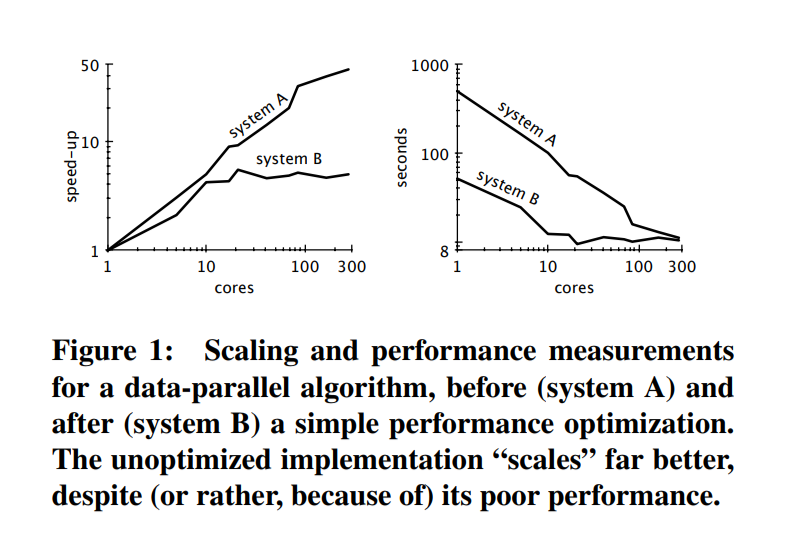 50
10
1
speed-up
system A
system B
1
10
100
300
cores
1000
100
8
seconds
system A
system B
1
10
100
300
cores
Figure 1: Scaling and performance measurements
for a data-parallel algorithm, before (system A) and
after (system B) a simple performance optimization.
The unoptimized implementation “scales” far better,
despite (or rather, because of) its poor performance.